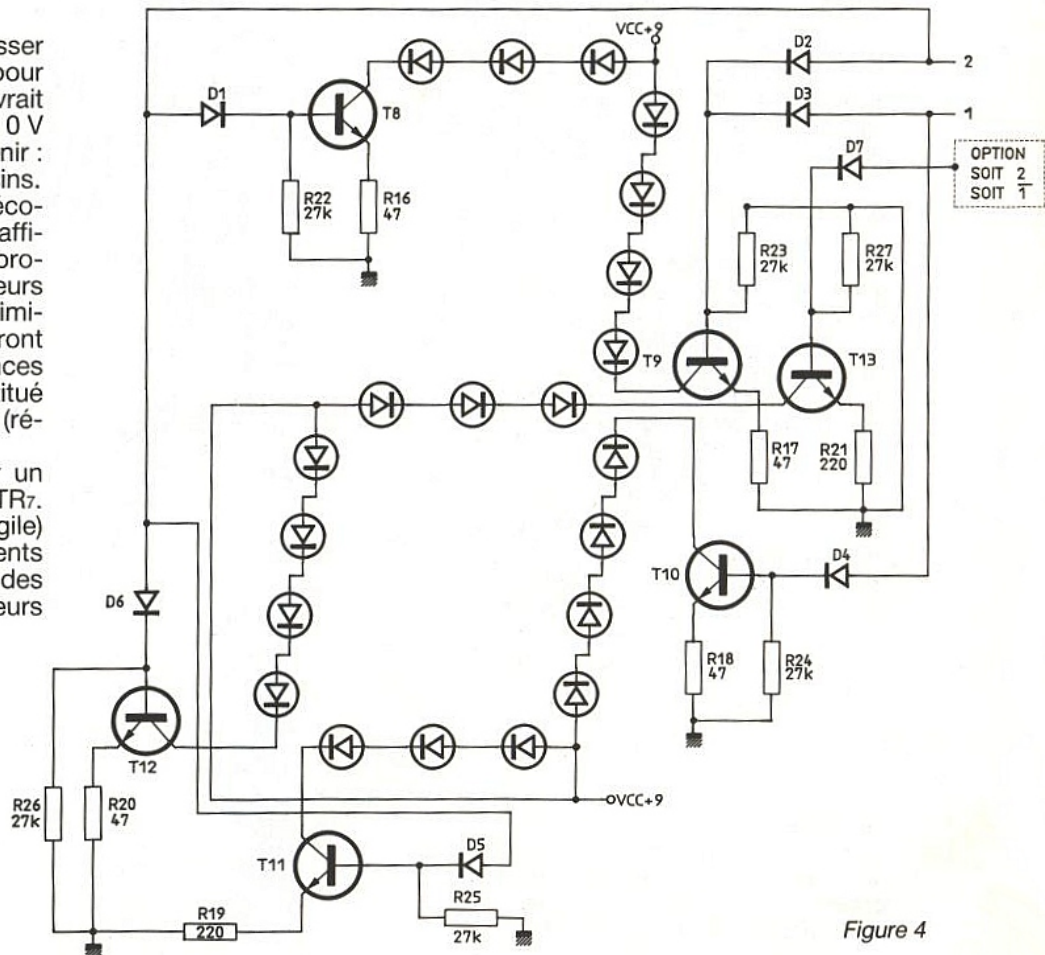 sser
pour
vrait
0 V
nir :
ins.
éco-
affi-
pro-
eurs
imi-
ront
ces
titué
(ré-
r un
TR7.
gile)
ents
des
eurs
VCC+9
D2
2
D3
1
D1
T8
D7
OPTION
SOIT 2
SOIT 1̅
R22
27k
R16
47
R23
27k
R27
27k
T9
T13
R17
47
R21
220
T10
D4
D6
R18
47
R24
27k
T12
R26
27k
R20
47
VCC+9
T11
D5
R25
27k
R19
220
Figure 4